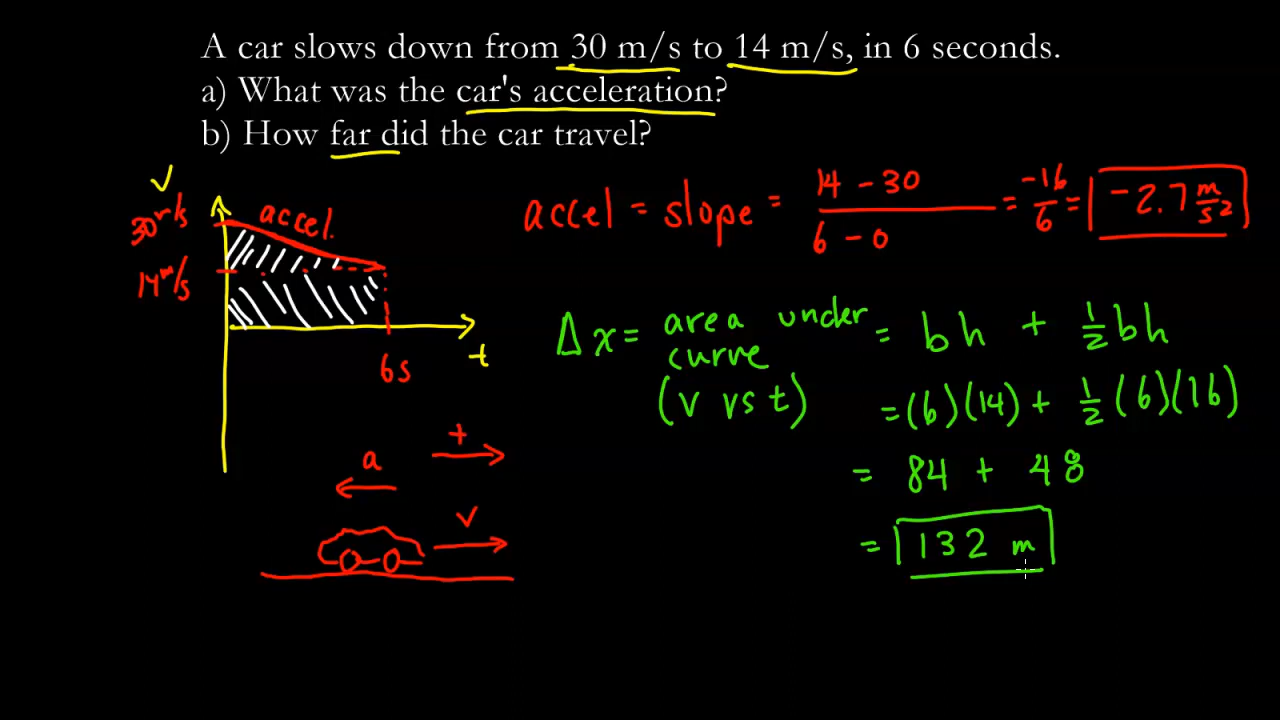 A car slows down from 30 m/s to 14 m/s, in 6 seconds.
a) What was the car's acceleration?
b) How far did the car travel?
v
30 m/s
accel.
14 m/s
6s
t
accel = slope = 14 - 30 / 6 - 0 = -16 / 6 = -2.7 m/s2
Δx = area under curve (v vs t) = bh + 1/2 bh
= (6)(14) + 1/2 (6)(16)
= 84 + 48
= 132 m
+
a
v